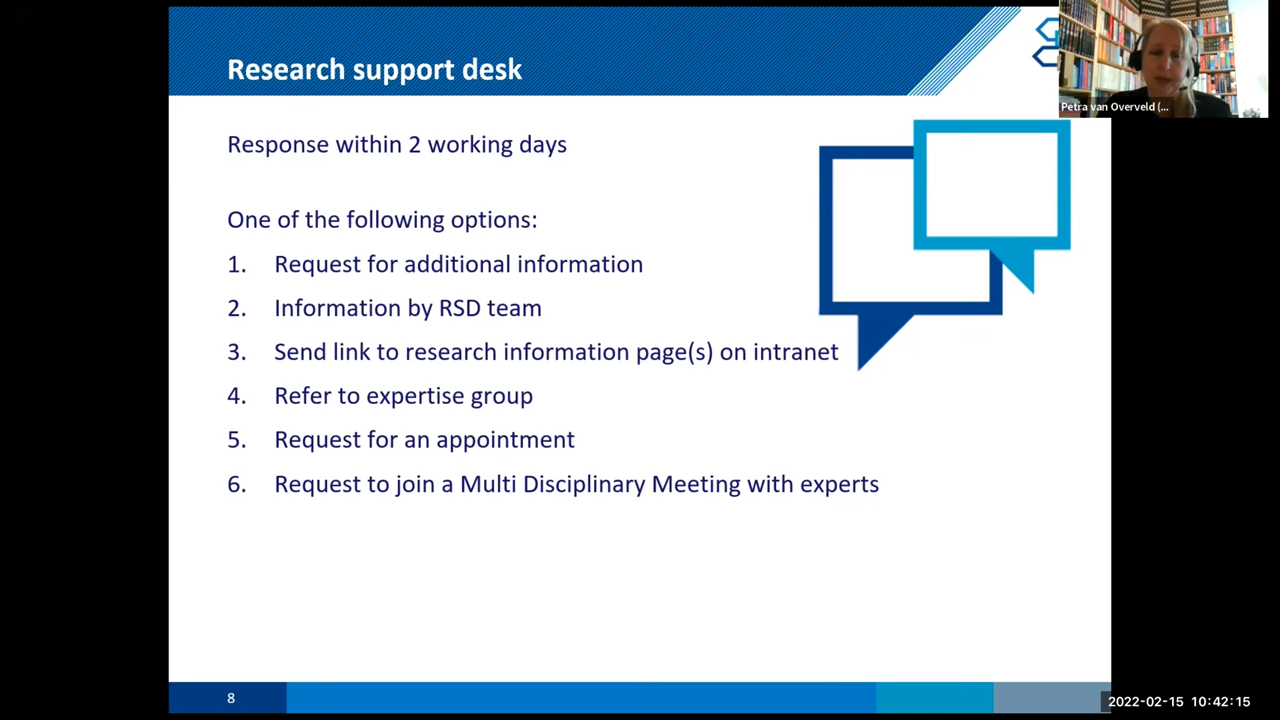 Research support desk
Petra van Overveld (...
Response within 2 working days
One of the following options:
1. Request for additional information
2. Information by RSD team
3. Send link to research information page(s) on intranet
4. Refer to expertise group
5. Request for an appointment
6. Request to join a Multi Disciplinary Meeting with experts
8
2022-02-15 10:42:15